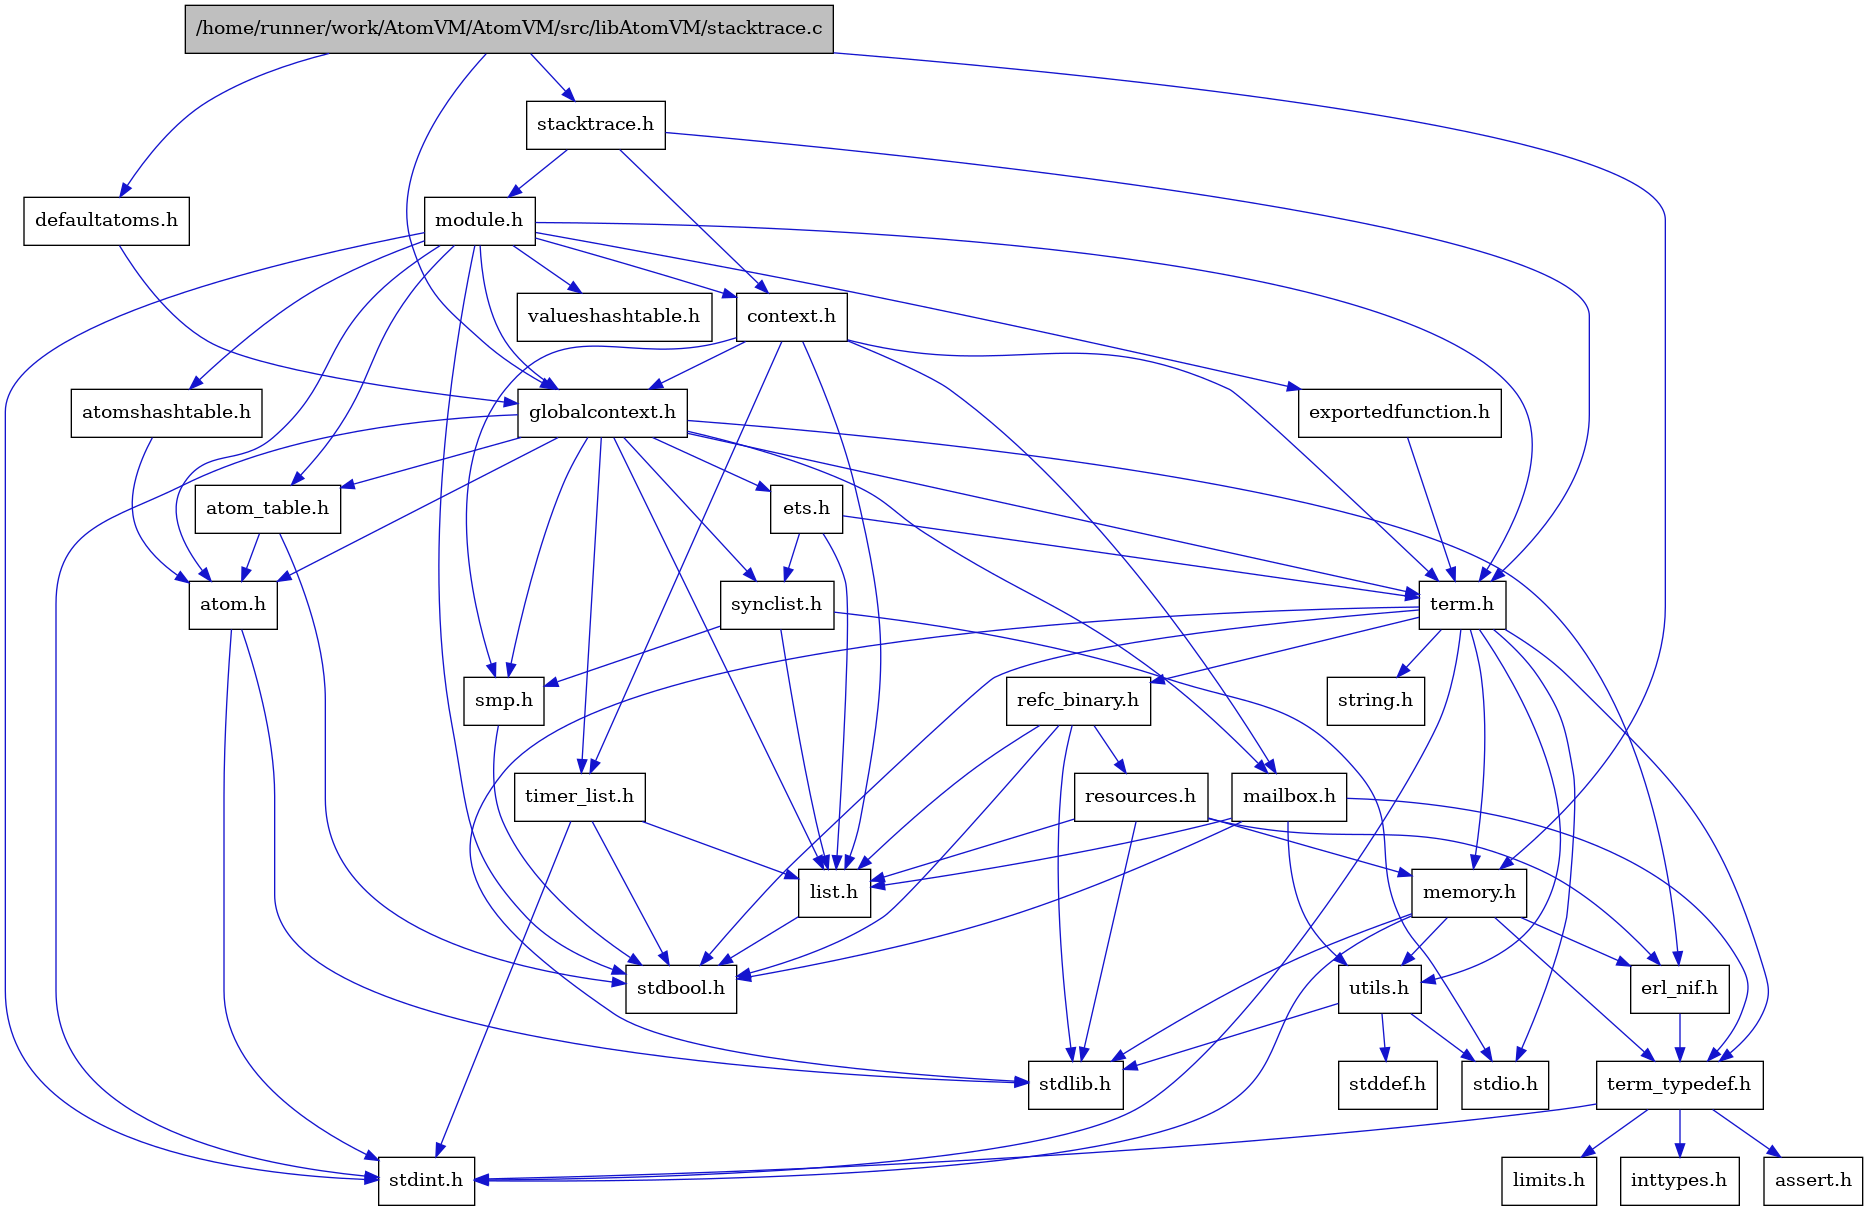 /home/runner/work/AtomVM/AtomVM/src/libAtomVM/stacktrace.c
stacktrace.h
defaultatoms.h
module.h
valueshashtable.h
context.h
atomshashtable.h
globalcontext.h
exportedfunction.h
atom_table.h
ets.h
atom.h
synclist.h
term.h
smp.h
refc_binary.h
string.h
timer_list.h
resources.h
mailbox.h
list.h
memory.h
stdbool.h
utils.h
erl_nif.h
stdlib.h
stddef.h
stdio.h
term_typedef.h
stdint.h
limits.h
inttypes.h
assert.h